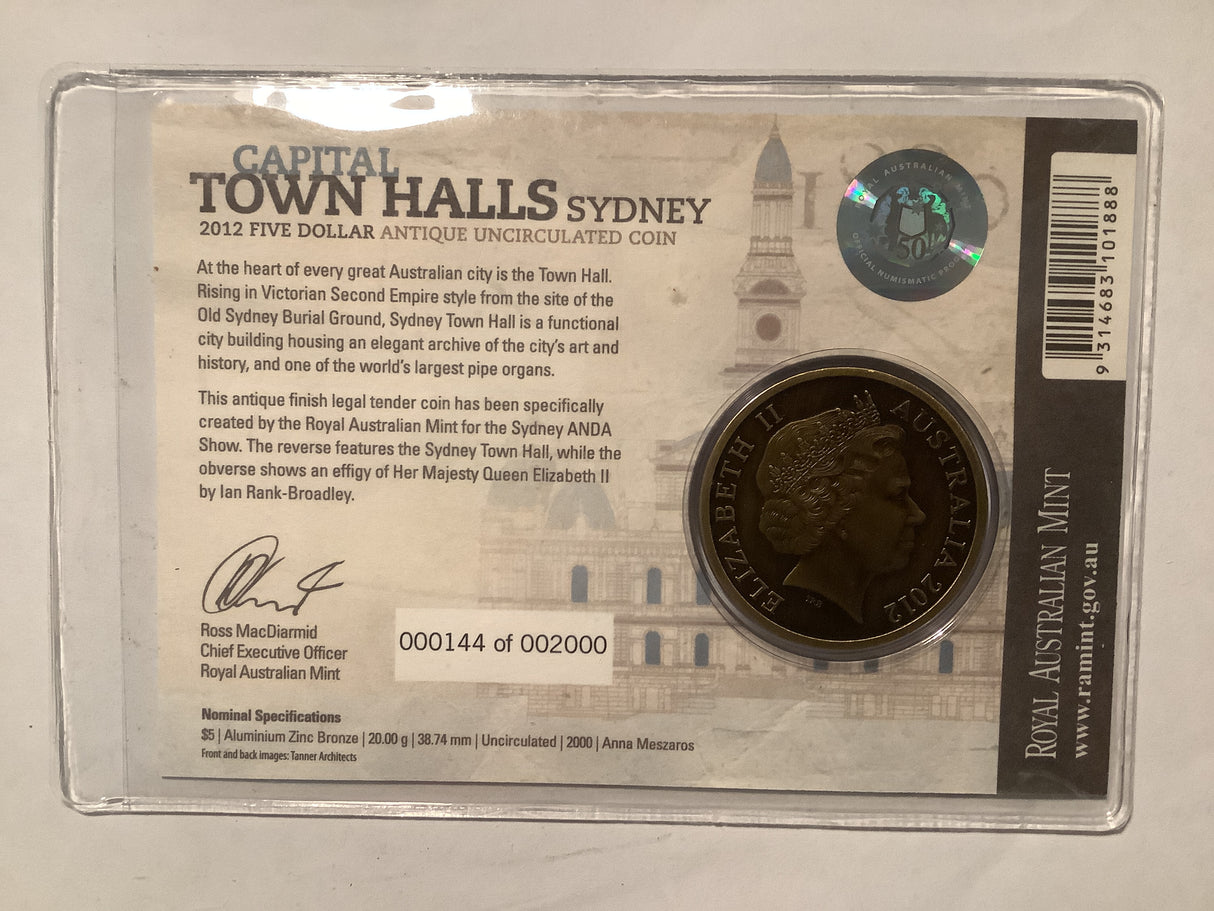 CAPITAL
TOWN HALLS SYDNEY
2012 FIVE DOLLAR ANTIQUE UNCIRCULATED COIN
At the heart of every great Australian city is the Town Hall.
Rising in Victorian Second Empire style from the site of the
Old Sydney Burial Ground, Sydney Town Hall is a functional
city building housing an elegant archive of the city's art and
history, and one of the world's largest pipe organs.
This antique finish legal tender coin has been specifically
created by the Royal Australian Mint for the Sydney ANDA
Show. The reverse features the Sydney Town Hall, while the
obverse shows an effigy of Her Majesty Queen Elizabeth II
by Ian Rank-Broadley.
Ross MacDiarmid
Chief Executive Officer
Royal Australian Mint
000144 of 002000
Nominal Specifications
$5 | Aluminium Zinc Bronze | 20.00 g | 38.74 mm | Uncirculated | 2000 | Anna Meszaros
Front and back images: Tanner Architects
ROYAL AUSTRALIAN MINT
50
OFFICIAL NUMISMATIC
ELIZABETH II AUSTRALIA 2012
IRB
9 314683 101888
ROYAL AUSTRALIAN MINT
www.ramint.gov.au